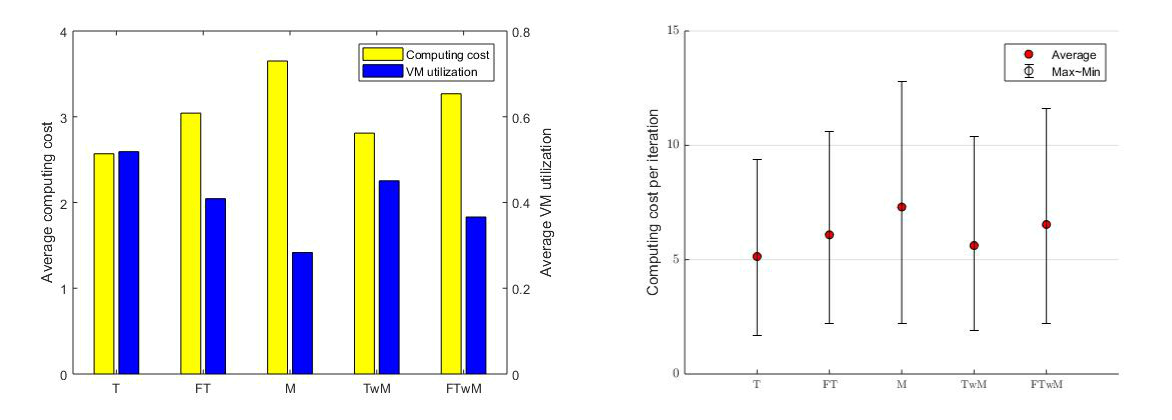 4
3
2
1
0
Average computing cost
0.8
0.6
0.4
0.2
0
Average VM utilization
Computing cost
VM utilization
T FT M TwM FTwM
15
10
5
0
Computing cost per iteration
Average
Max~Min
T FT M TwM FTwM